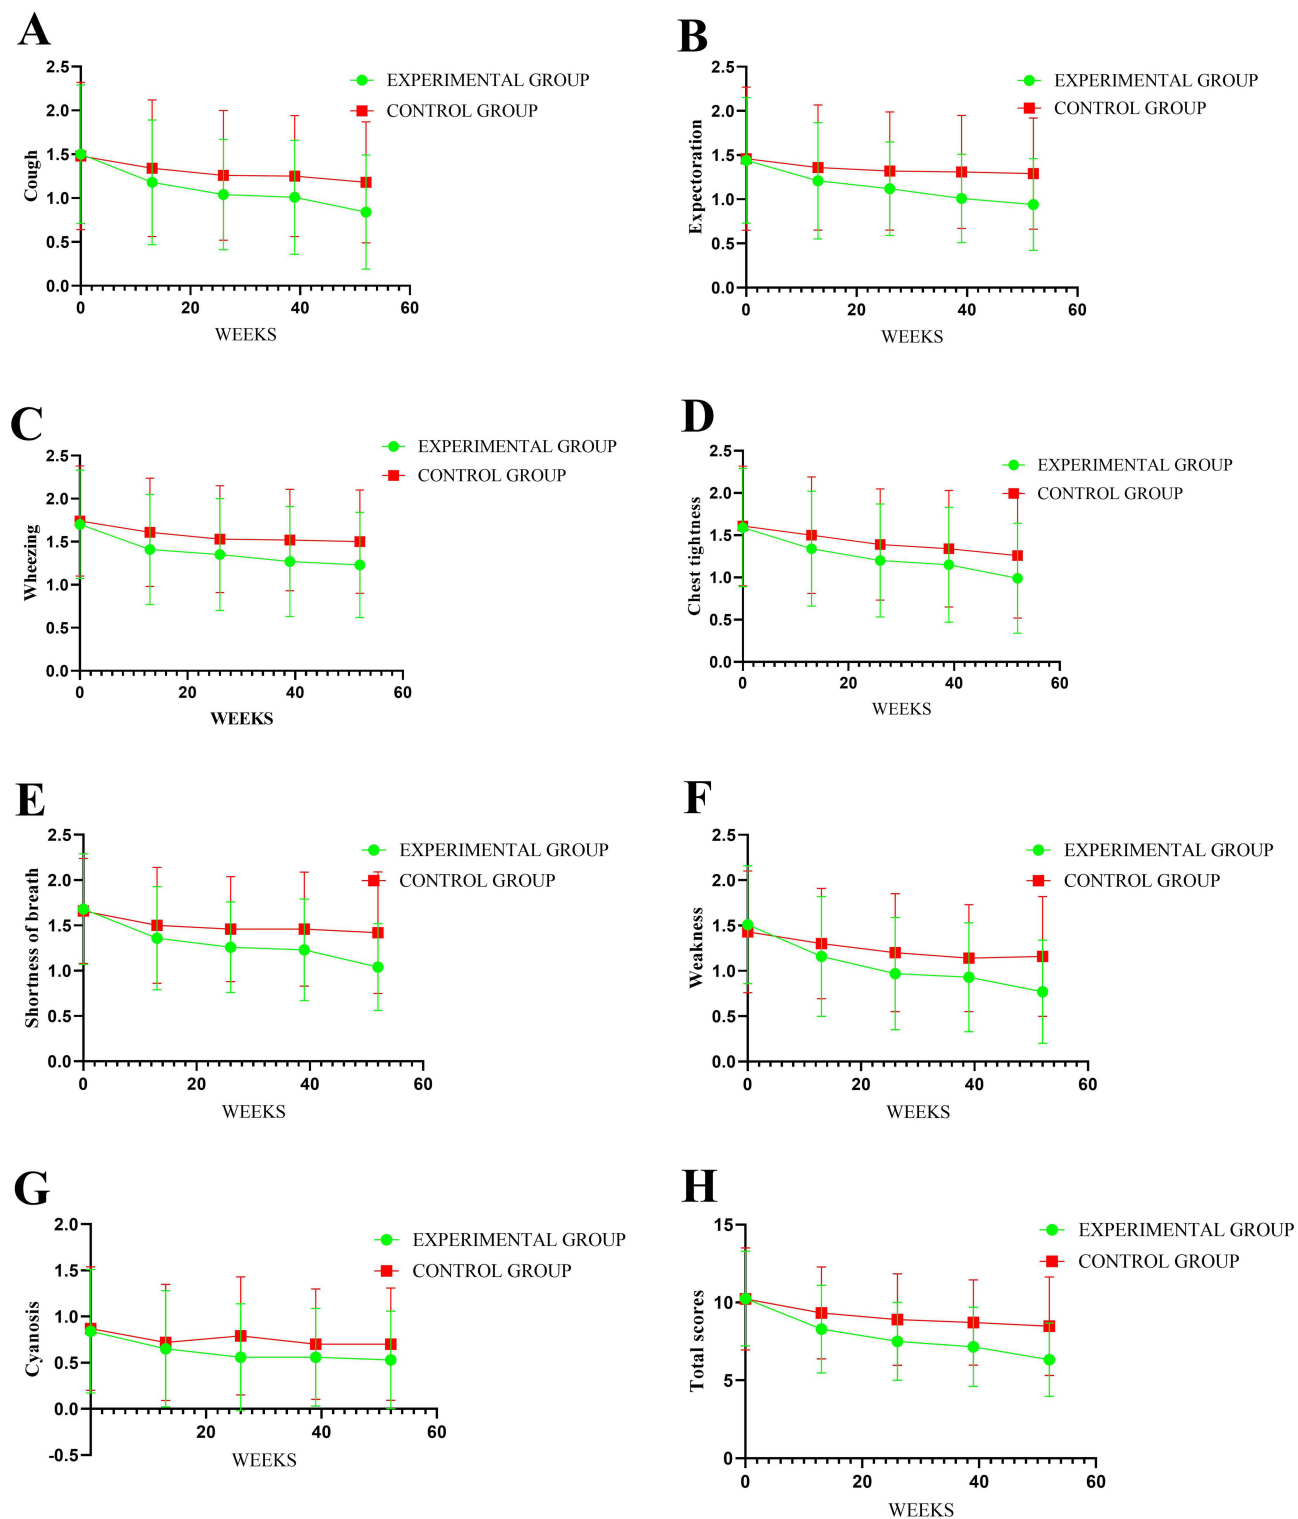 A
Cough
2.5
2.0
1.5
1.0
0.5
0.0
0 20 40 60
WEEKS
EXPERIMENTAL GROUP
CONTROL GROUP
B
Expectoration
2.5
2.0
1.5
1.0
0.5
0.0
0 20 40 60
WEEKS
EXPERIMENTAL GROUP
CONTROL GROUP
C
Wheezing
2.5
2.0
1.5
1.0
0.5
0.0
0 20 40 60
WEEKS
EXPERIMENTAL GROUP
CONTROL GROUP
D
Chest tightness
2.5
2.0
1.5
1.0
0.5
0.0
0 20 40 60
WEEKS
EXPERIMENTAL GROUP
CONTROL GROUP
E
Shortness of breath
2.5
2.0
1.5
1.0
0.5
0.0
0 20 40 60
WEEKS
EXPERIMENTAL GROUP
CONTROL GROUP
F
Weakness
2.5
2.0
1.5
1.0
0.5
0.0
0 20 40 60
WEEKS
EXPERIMENTAL GROUP
CONTROL GROUP
G
Cyanosis
2.0
1.5
1.0
0.5
0.0
-0.5
20 40 60
WEEKS
EXPERIMENTAL GROUP
CONTROL GROUP
H
Total scores
15
10
5
0
0 20 40 60
WEEKS
EXPERIMENTAL GROUP
CONTROL GROUP